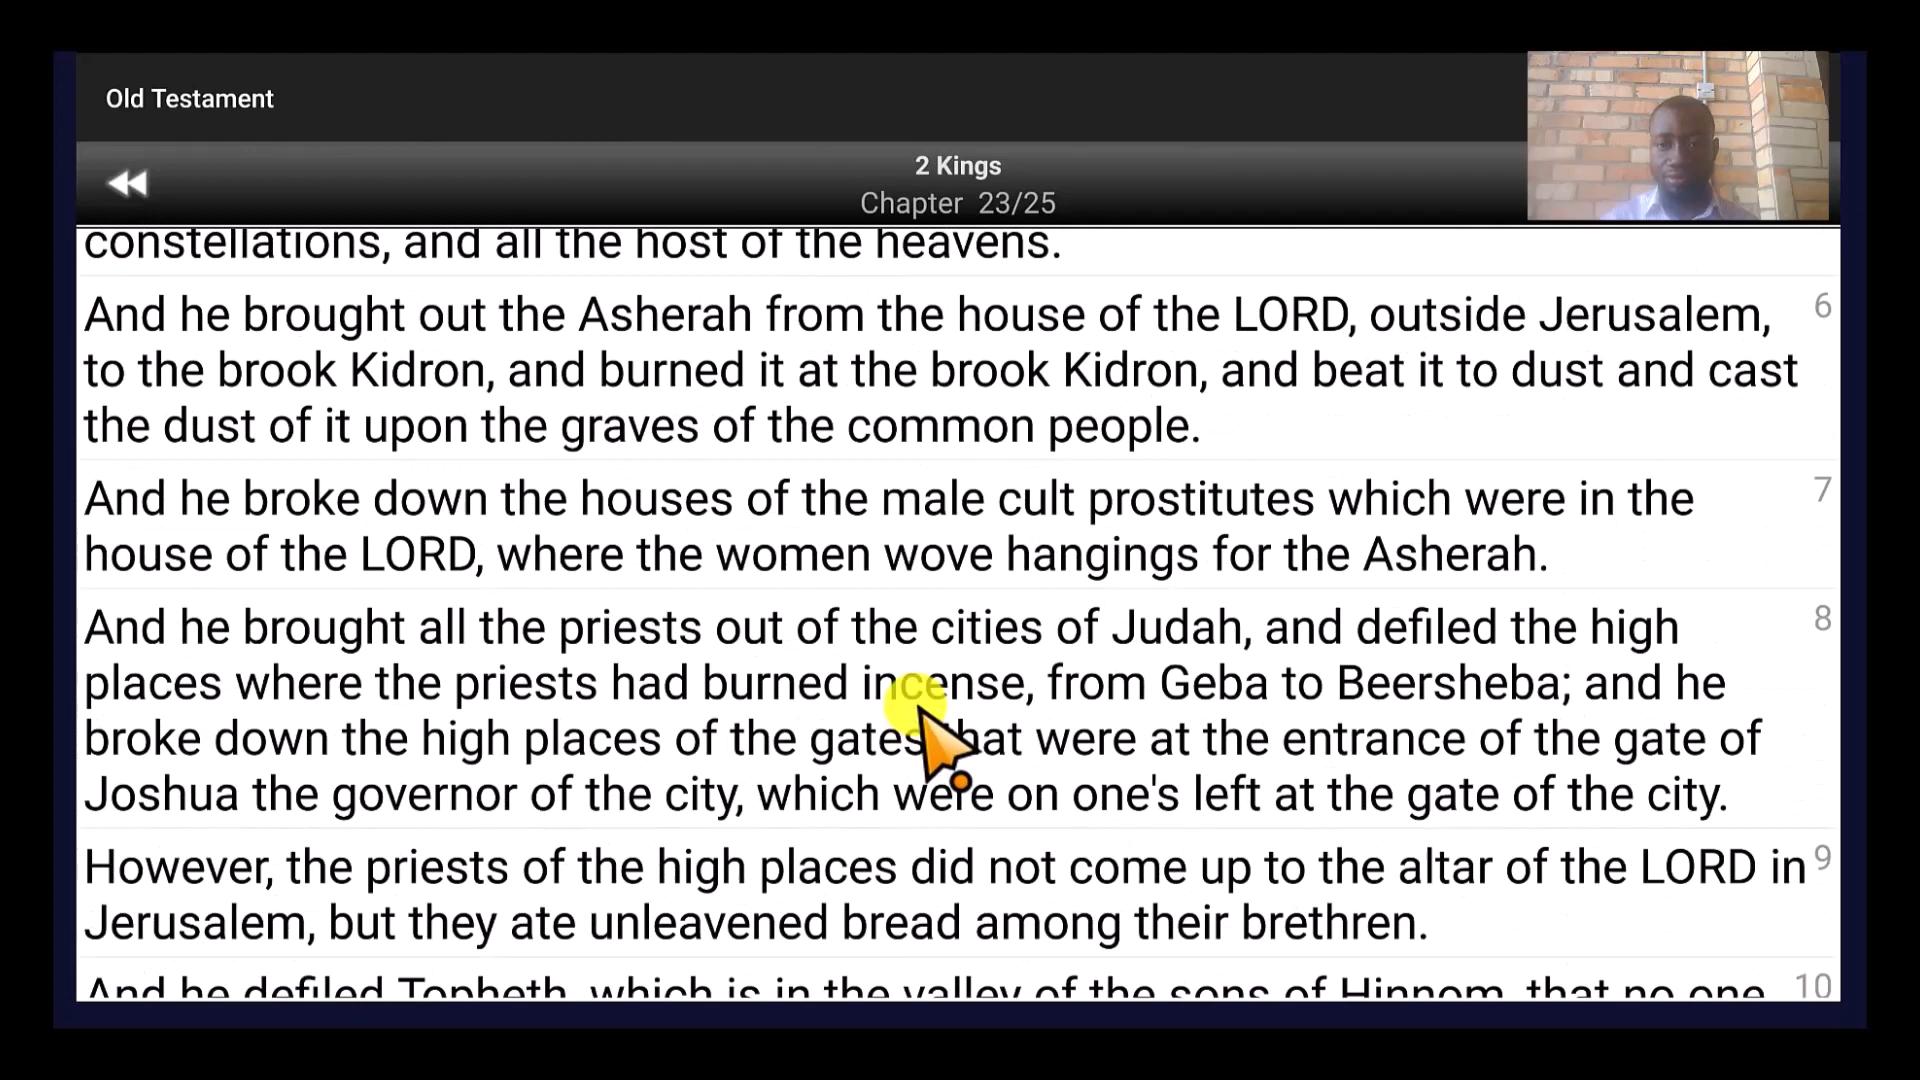 Old Testament
2 Kings
Chapter 23/25
constellations, and all the host of the heavens.
And he brought out the Asherah from the house of the LORD, outside Jerusalem, 6
to the brook Kidron, and burned it at the brook Kidron, and beat it to dust and cast
the dust of it upon the graves of the common people.
And he broke down the houses of the male cult prostitutes which were in the 7
house of the LORD, where the women wove hangings for the Asherah.
And he brought all the priests out of the cities of Judah, and defiled the high 8
places where the priests had burned incense, from Geba to Beersheba; and he
broke down the high places of the gates that were at the entrance of the gate of
Joshua the governor of the city, which were on one's left at the gate of the city.
However, the priests of the high places did not come up to the altar of the LORD in 9
Jerusalem, but they ate unleavened bread among their brethren.
And he defiled Topheth, which is in the valley of the sons of Hinnom, that no one 10